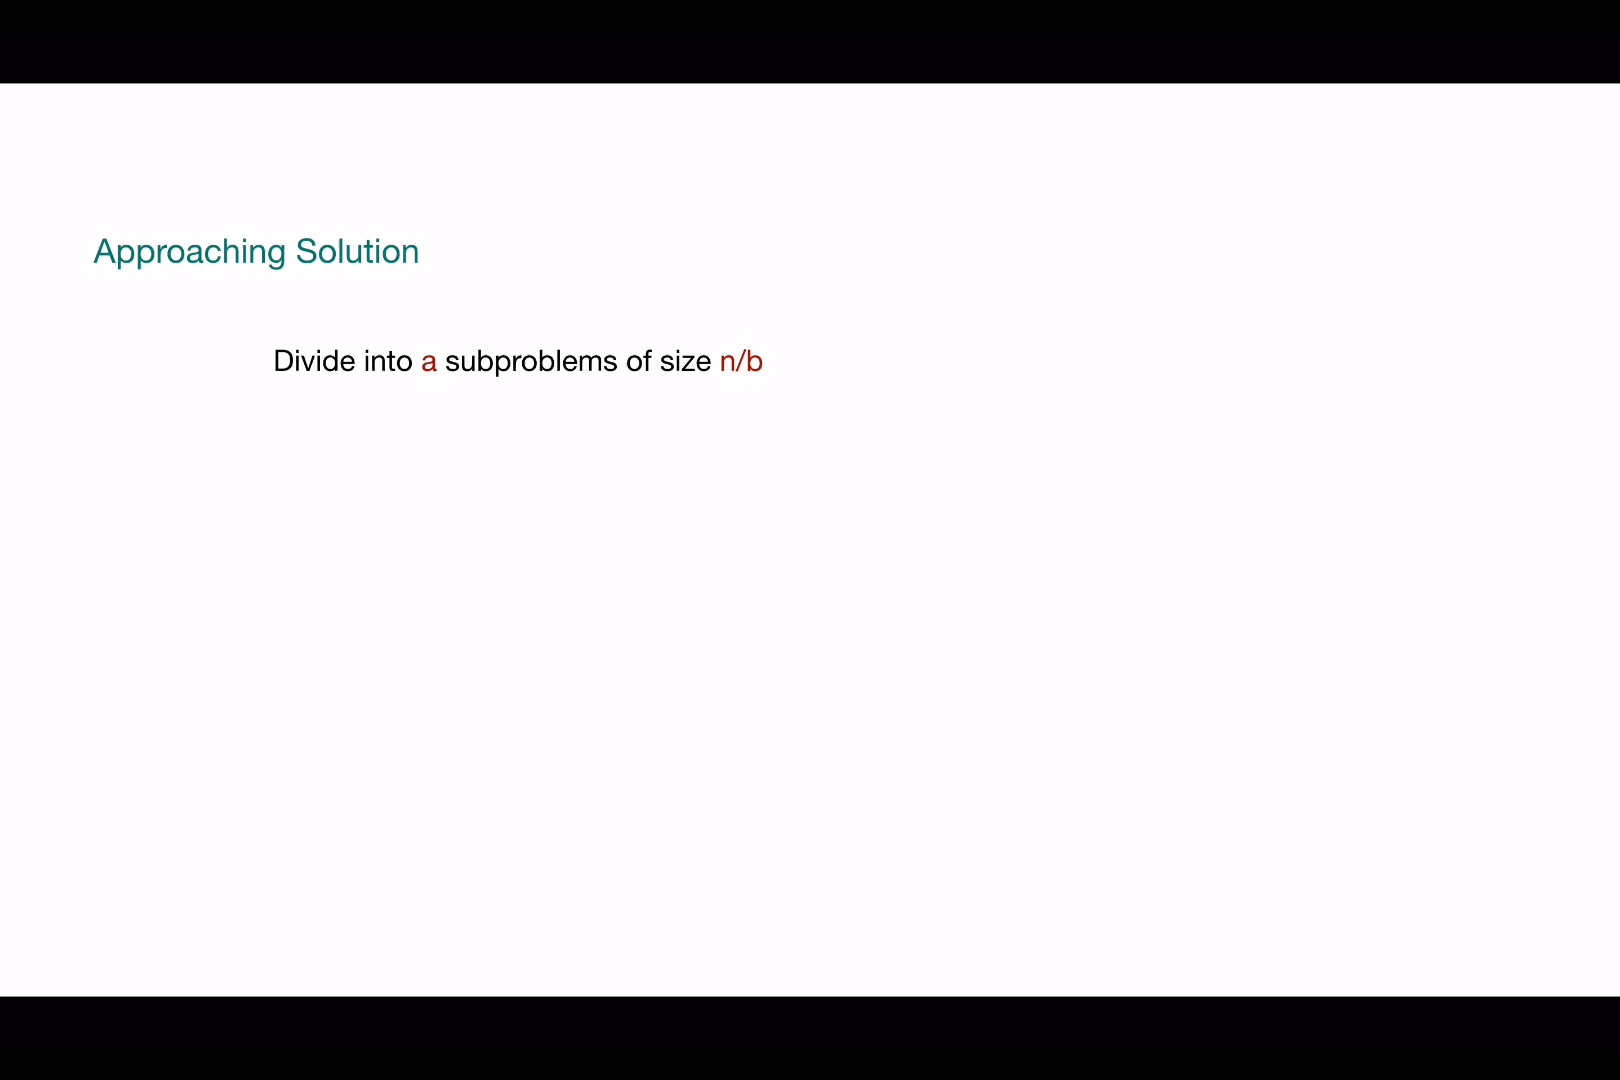 Approaching Solution
Divide into a subproblems of size n/b